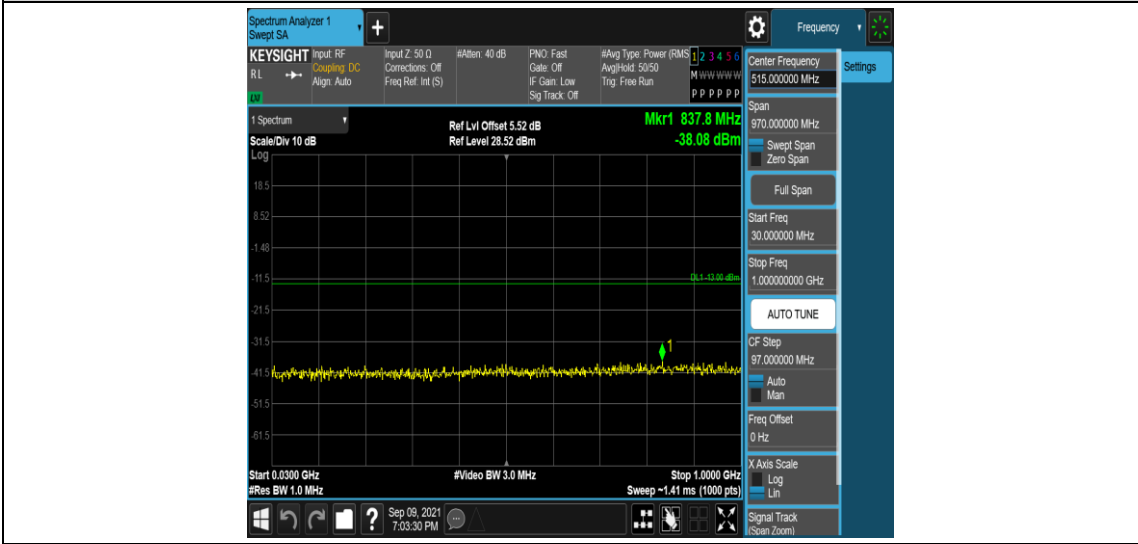 Spectrum Analyzer 1
Swept SA
+
Frequency
KEYSIGHT
RL
Input: RF
Coupling: DC
Align: Auto
Input Z: 50 Ω
Corrections: Off
Freq Ref: Int (S)
#Atten: 40 dB
PNO: Fast
Gate: Off
IF Gain: Low
Sig Track: Off
#Avg Type: Power (RMS
Avg|Hold: 50/50
Trig: Free Run
1 2 3 4 5 6
M W W W W W
P P P P P P
1 Spectrum
Scale/Div 10 dB
Log
Ref Lvl Offset 5.52 dB
Ref Level 28.52 dBm
Mkr1 837.8 MHz
-38.08 dBm
18.5
8.52
-1.48
-11.5
-21.5
-31.5
-41.5
-51.5
-61.5
DL1 -13.00 dBm
1
Start 0.0300 GHz
#Res BW 1.0 MHz
#Video BW 3.0 MHz
Stop 1.0000 GHz
Sweep ~1.41 ms (1000 pts)
Center Frequency
515.000000 MHz
Settings
Span
970.000000 MHz
Swept Span
Zero Span
Full Span
Start Freq
30.000000 MHz
Stop Freq
1.000000000 GHz
AUTO TUNE
CF Step
97.000000 MHz
Auto
Man
Freq Offset
0 Hz
X Axis Scale
Log
Lin
Signal Track
(Span Zoom)
?
Sep 09, 2021
7:03:30 PM